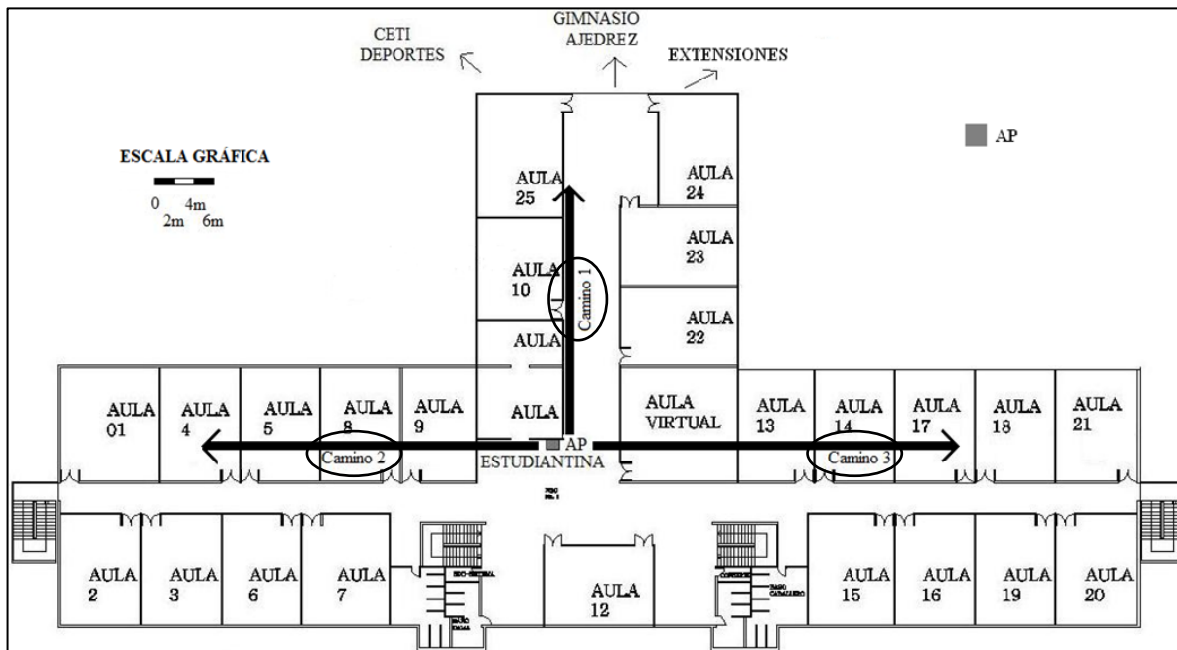 CETI
DEPORTES
GIMNASIO
AJEDREZ
EXTENSIONES
AP
ESCALA GRÁFICA
0 4m
2m 6m
AULA
25
AULA
24
AULA
10
Camino 1
AULA
23
AULA
22
AULA
AULA
01
AULA
4
AULA
5
AULA
8
AULA
9
AULA
AULA
VIRTUAL
AULA
13
AULA
14
AULA
17
AULA
18
AULA
21
Camino 2
AP
ESTUDIANTINA
Camino 3
AULA
2
AULA
3
AULA
6
AULA
7
AULA
12
AULA
15
AULA
16
AULA
19
AULA
20